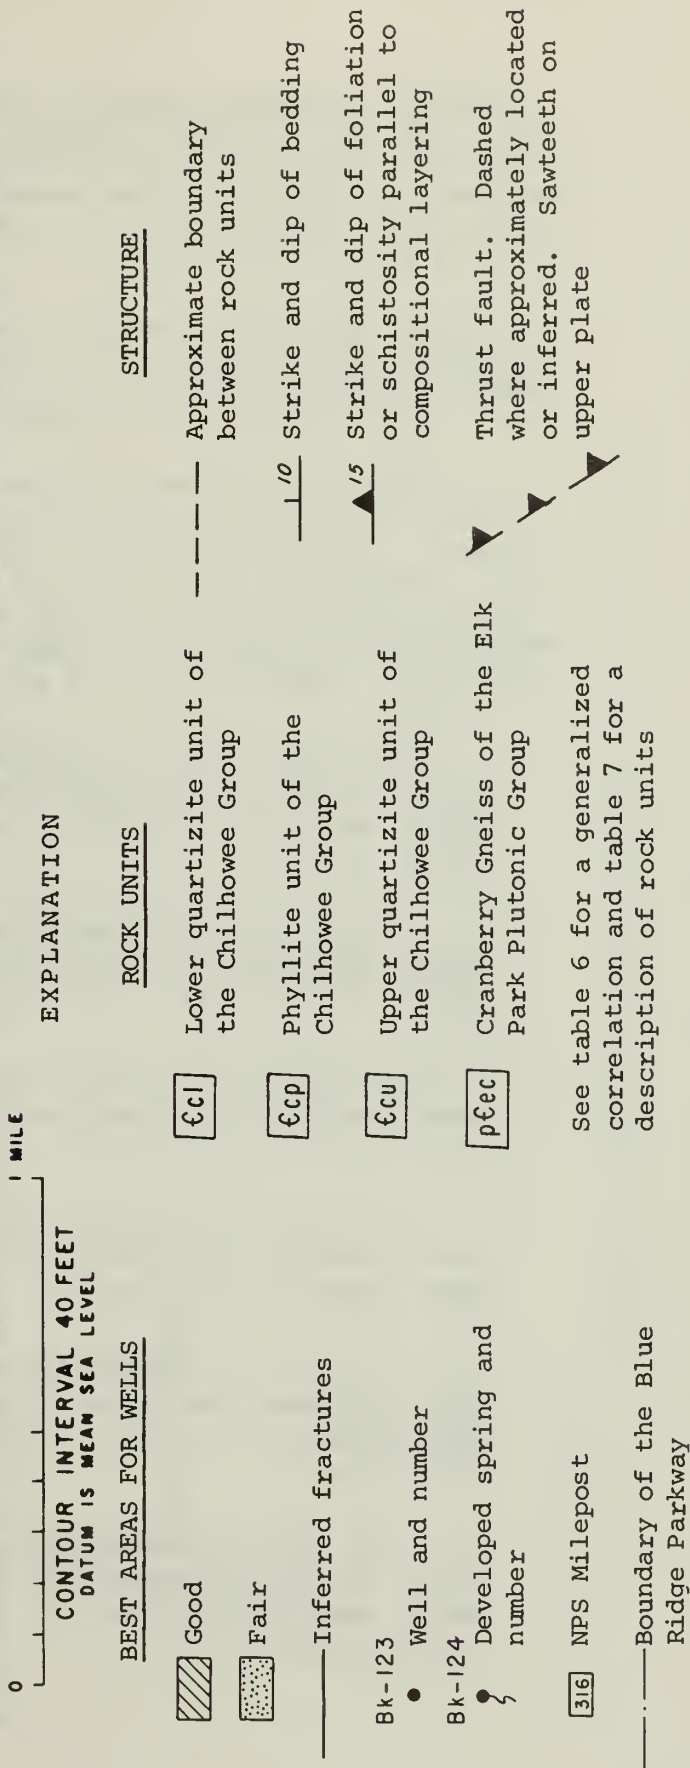 0
1 MILE
CONTOUR INTERVAL 40 FEET
DATUM IS MEAN SEA LEVEL
BEST AREAS FOR WELLS
Good
Fair
Inferred fractures
Bk-123
Well and number
Bk-124
Developed spring and
number
316 NPS Milepost
Boundary of the Blue
Ridge Parkway
EXPLANATION
ROCK UNITS
Єcl Lower quartizite unit of
the Chilhowee Group
Єcp Phyllite unit of the
Chilhowee Group
Єcu Upper quartizite unit of
the Chilhowee Group
pЄec Cranberry Gneiss of the Elk
Park Plutonic Group
See table 6 for a generalized
correlation and table 7 for a
description of rock units
STRUCTURE
Approximate boundary
between rock units
10 Strike and dip of bedding
15 Strike and dip of foliation
or schistosity parallel to
compositional layering
Thrust fault. Dashed
where approximately located
or inferred. Sawteeth on
upper plate